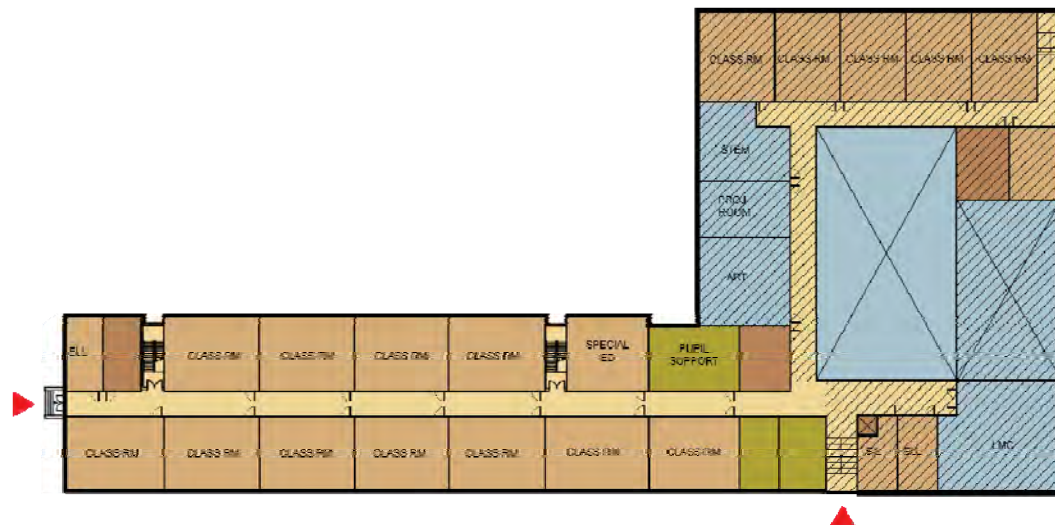 CLASS RM CLASS RM CLASS RM CLASS RM CLASS RM
STEM
PROJ.
ROOM
ART
ELL
CLASS RM CLASS RM CLASS RM CLASS RM
SPECIAL
ED
PUPIL
SUPPORT
CLASS RM CLASS RM CLASS RM CLASS RM CLASS RM CLASS RM CLASS RM
ELL ELL
LMC